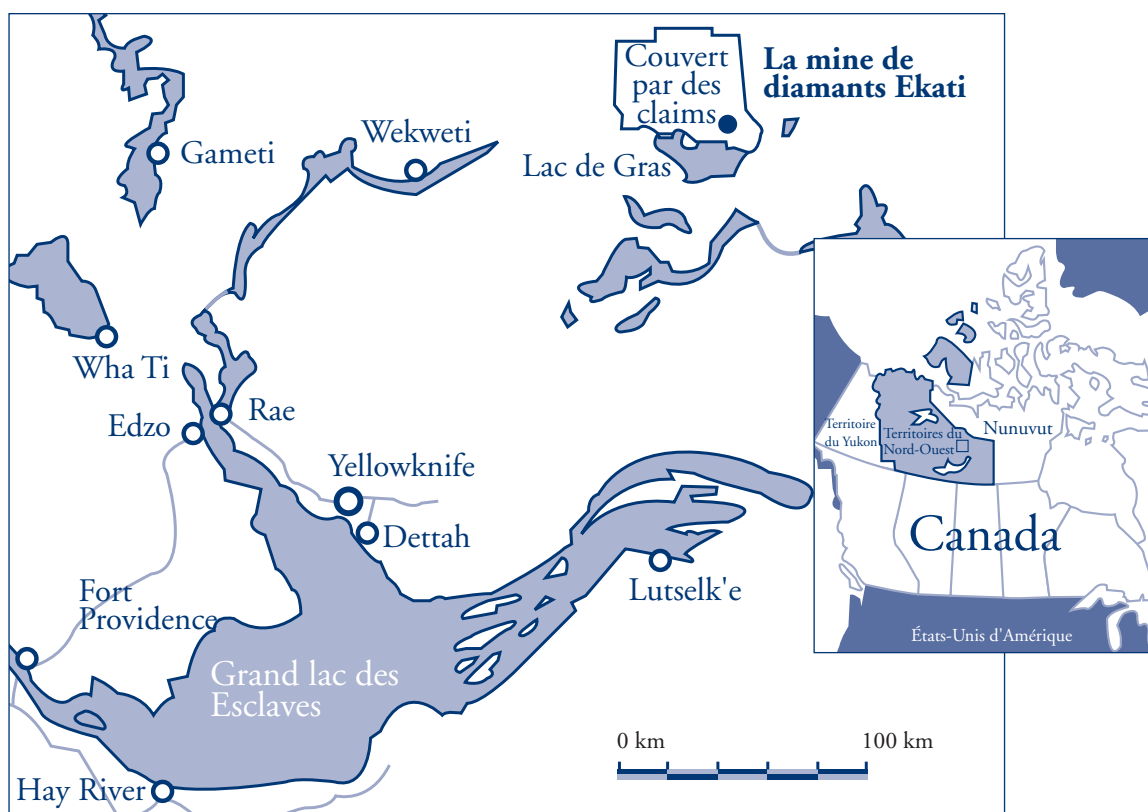 Couvert
par des
claims
La mine de
diamants Ekati
Wekweti
Gameti
Lac de Gras
Wha Ti
Rae
Edzo
Yellowknife
Dettah
Lutselk'e
Fort
Providence
Grand lac des
Esclaves
Hay River
0 km
100 km
Territoire
du Yukon
Territoires du
Nord-Ouest
Nunuvut
Canada
États-Unis d'Amérique